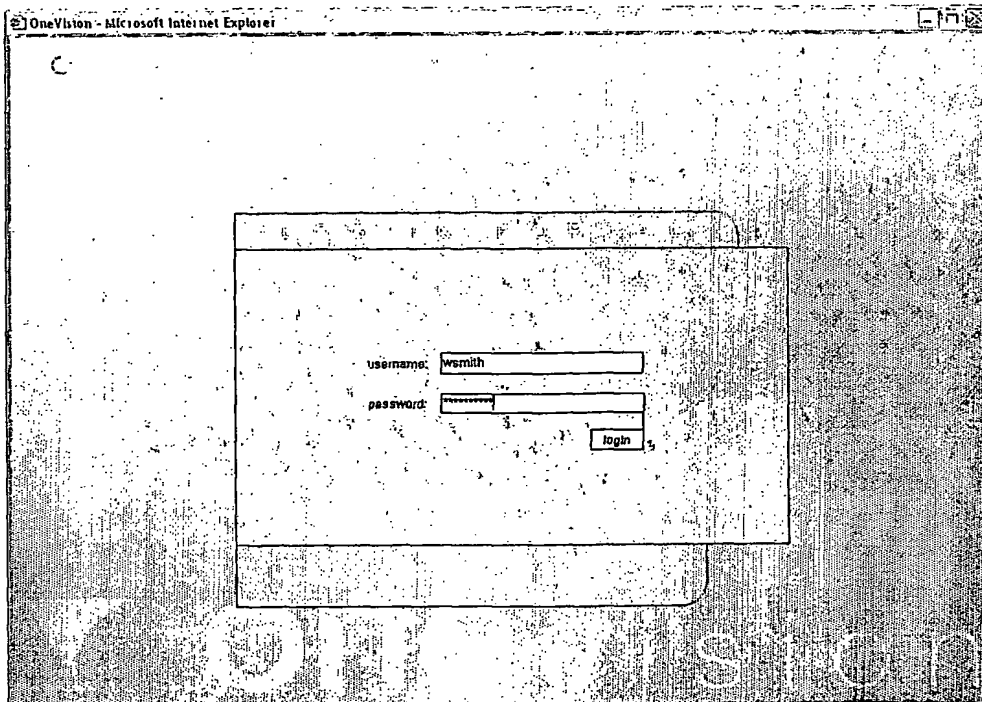 OneVision - Microsoft Internet Explorer
username: wsmith
password: **********
login